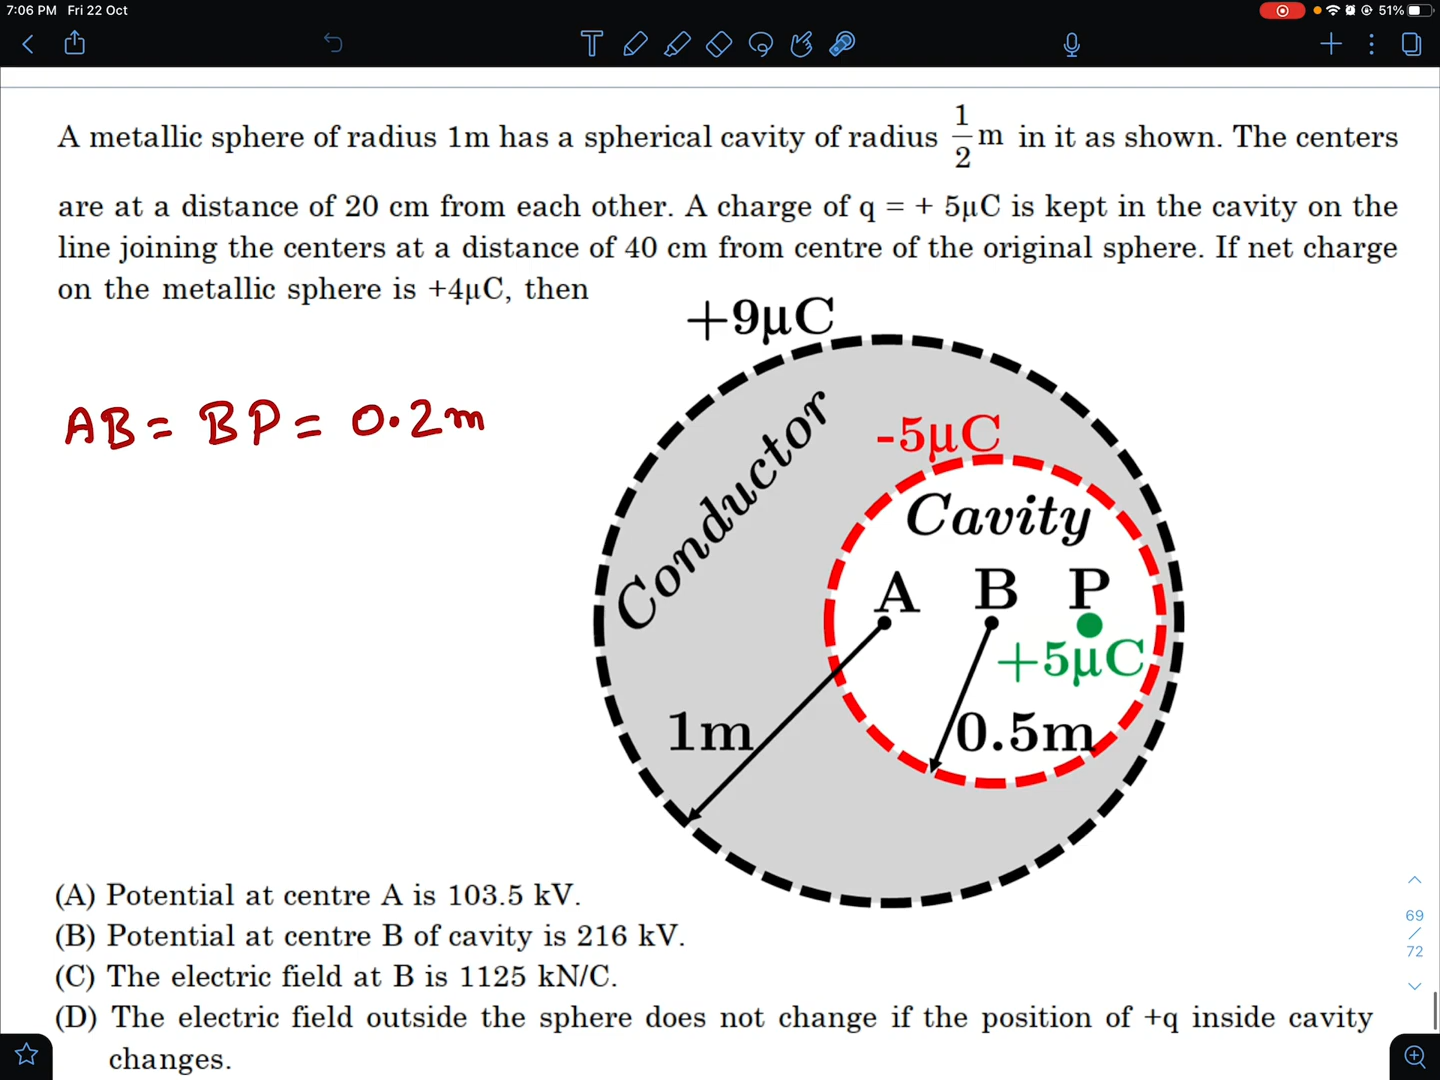 7:06 PM Fri 22 Oct
51%
A metallic sphere of radius 1m has a spherical cavity of radius 1/2 m in it as shown. The centers
are at a distance of 20 cm from each other. A charge of q = + 5μC is kept in the cavity on the
line joining the centers at a distance of 40 cm from centre of the original sphere. If net charge
on the metallic sphere is +4μC, then
+9μC
AB = BP = 0.2m
Conductor
-5μC
Cavity
A B P
+5μC
1m
0.5m
(A) Potential at centre A is 103.5 kV.
(B) Potential at centre B of cavity is 216 kV.
(C) The electric field at B is 1125 kN/C.
(D) The electric field outside the sphere does not change if the position of +q inside cavity
changes.
69
/
72